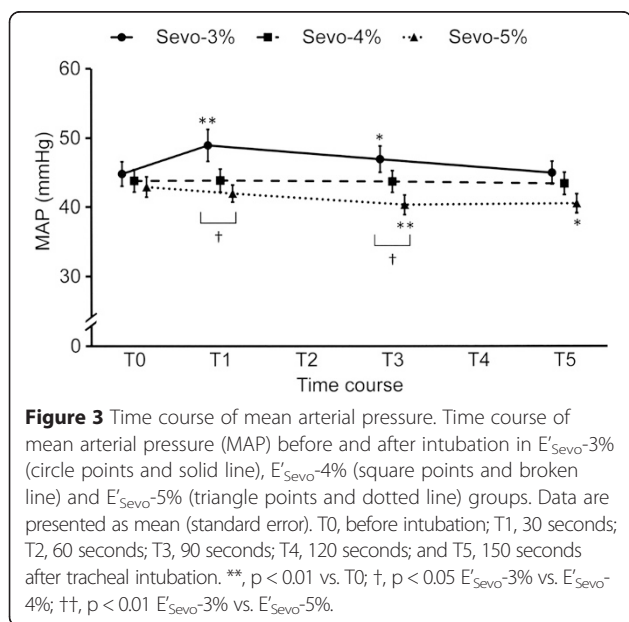 Sevo-3% Sevo-4% Sevo-5%
60
50
40
30
0
MAP (mmHg)
** *
** *
† †
T0 T1 T2 T3 T4 T5
Time course
Figure 3 Time course of mean arterial pressure. Time course of
mean arterial pressure (MAP) before and after intubation in E'Sevo-3%
(circle points and solid line), E'Sevo-4% (square points and broken
line) and E'Sevo-5% (triangle points and dotted line) groups. Data are
presented as mean (standard error). T0, before intubation; T1, 30 seconds;
T2, 60 seconds; T3, 90 seconds; T4, 120 seconds; and T5, 150 seconds
after tracheal intubation. **, p < 0.01 vs. T0; †, p < 0.05 E'Sevo-3% vs. E'Sevo-
4%; ††, p < 0.01 E'Sevo-3% vs. E'Sevo-5%.